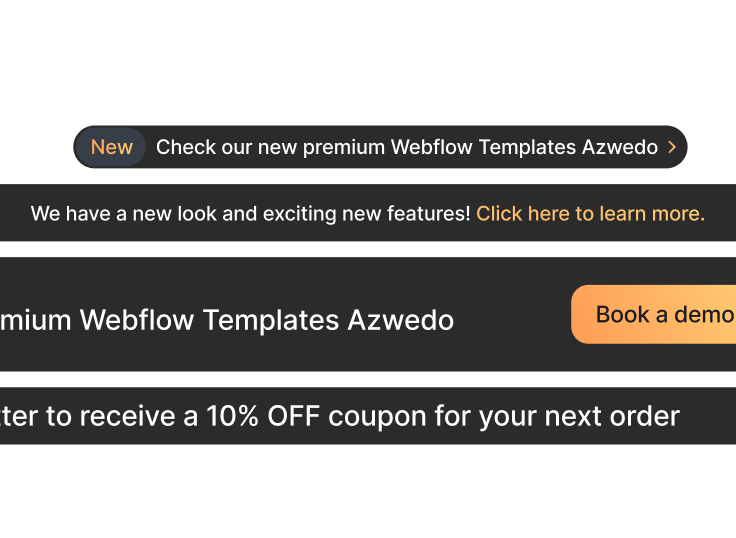 New Check our new premium Webflow Templates Azwedo
We have a new look and exciting new features! Click here to learn more.
mium Webflow Templates Azwedo Book a demo
ter to receive a 10% OFF coupon for your next order